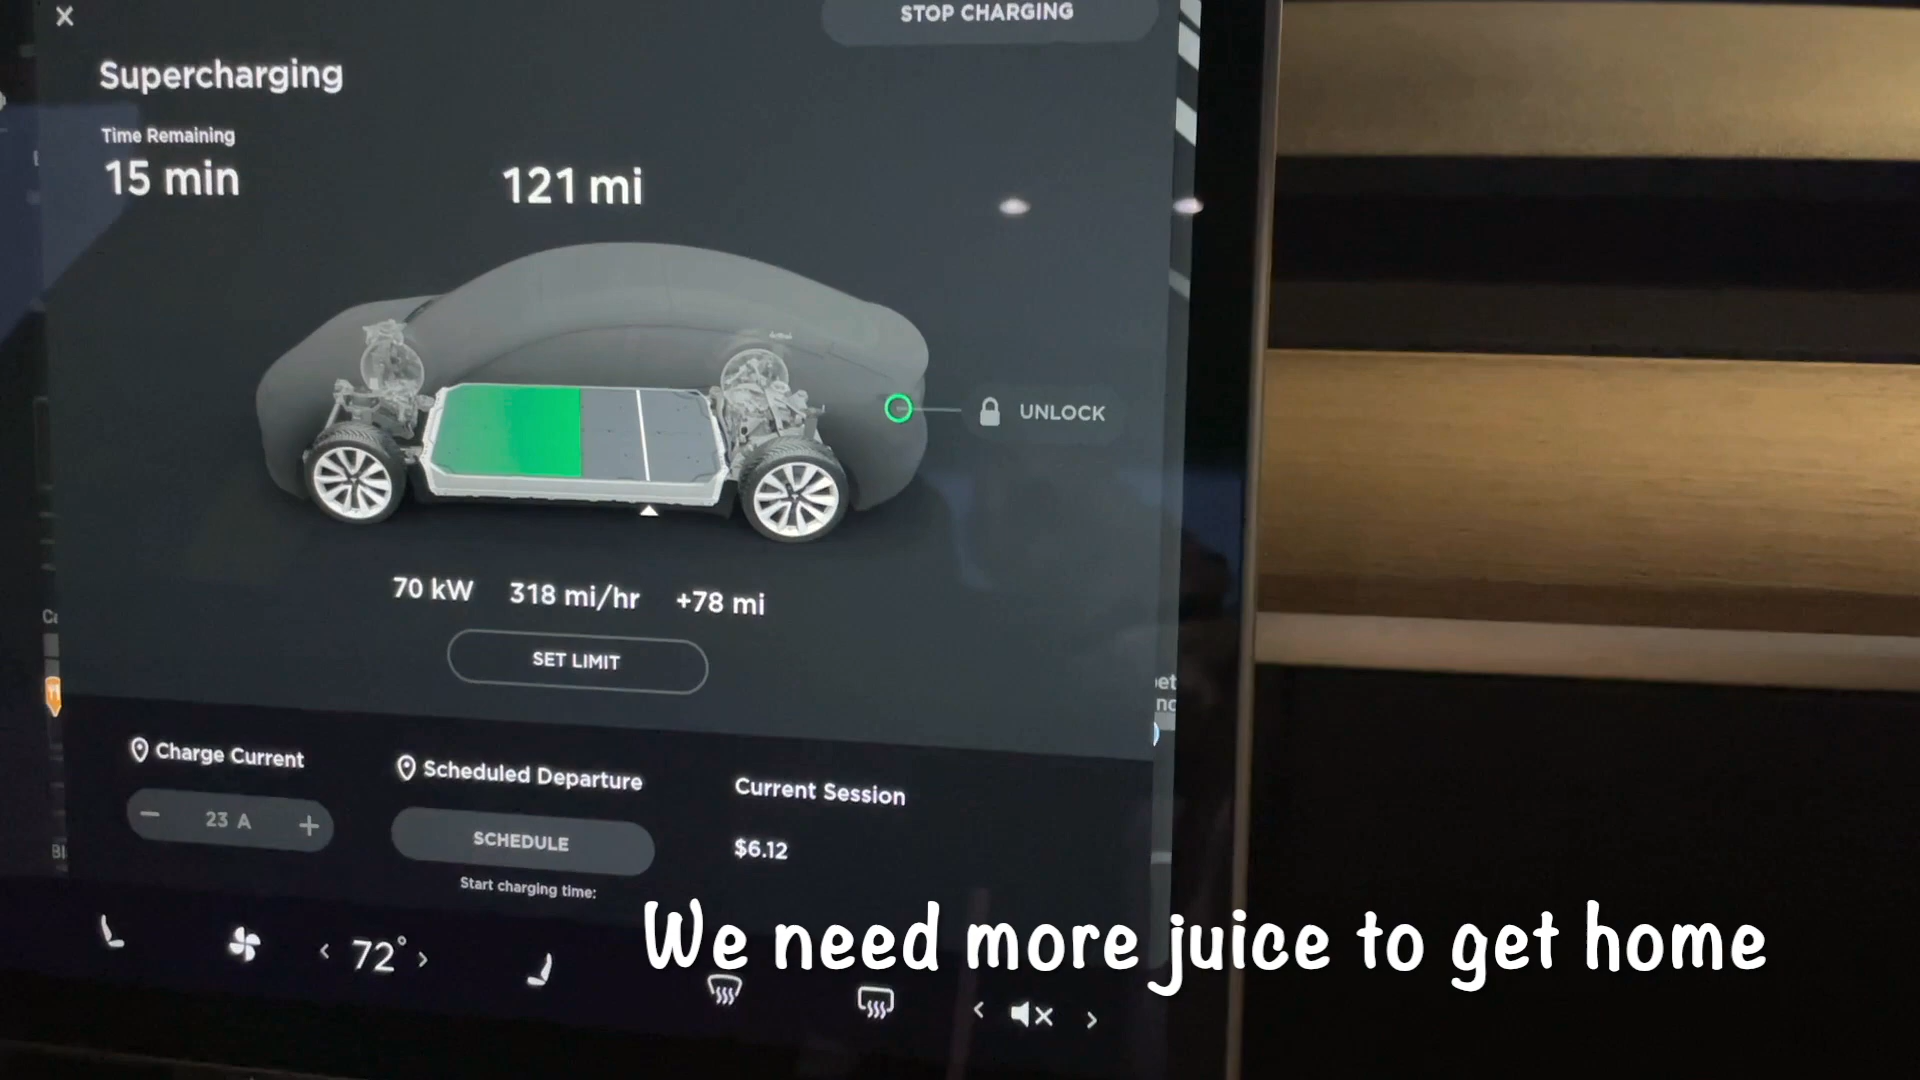 STOP CHARGING
Supercharging
Time Remaining
15 min
121 mi
UNLOCK
70 kW 318 mi/hr +78 mi
SET LIMIT
Charge Current
23 A
Scheduled Departure
SCHEDULE
Start charging time:
Current Session
$6.12
72°
We need more juice to get home